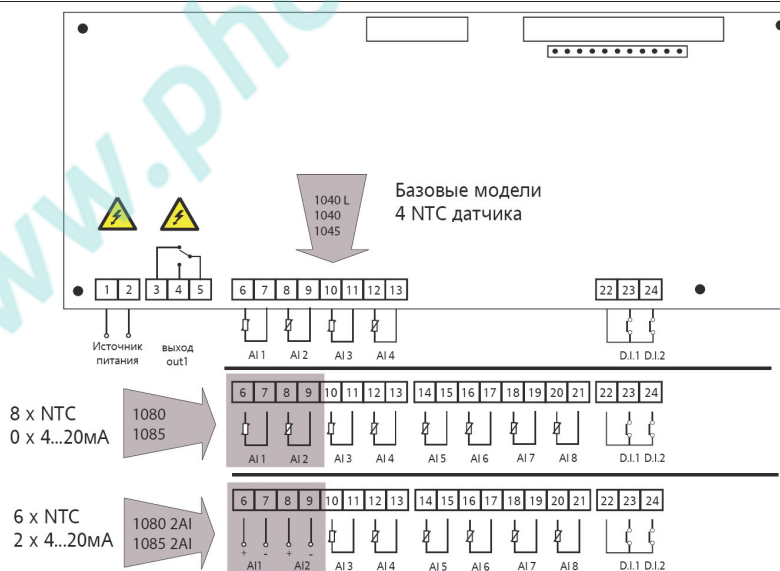 www.pho
1040 L
1040
1045
Базовые модели
4 NTC датчика
1 2 3 4 5 6 7 8 9 10 11 12 13 22 23 24
Источник питания
выход out1
AI 1 AI 2 AI 3 AI 4 D.I.1 D.I.2
8 x NTC
0 x 4...20мА
1080
1085
6 7 8 9 10 11 12 13 14 15 16 17 18 19 20 21 22 23 24
AI 1 AI 2 AI 3 AI 4 AI 5 AI 6 AI 7 AI 8 D.I.1 D.I.2
6 x NTC
2 x 4...20мА
1080 2AI
1085 2AI
6 7 8 9 10 11 12 13 14 15 16 17 18 19 20 21 22 23 24
+ - + -
AI1 AI2 AI 3 AI 4 AI 5 AI 6 AI 7 AI 8 D.I.1 D.I.2